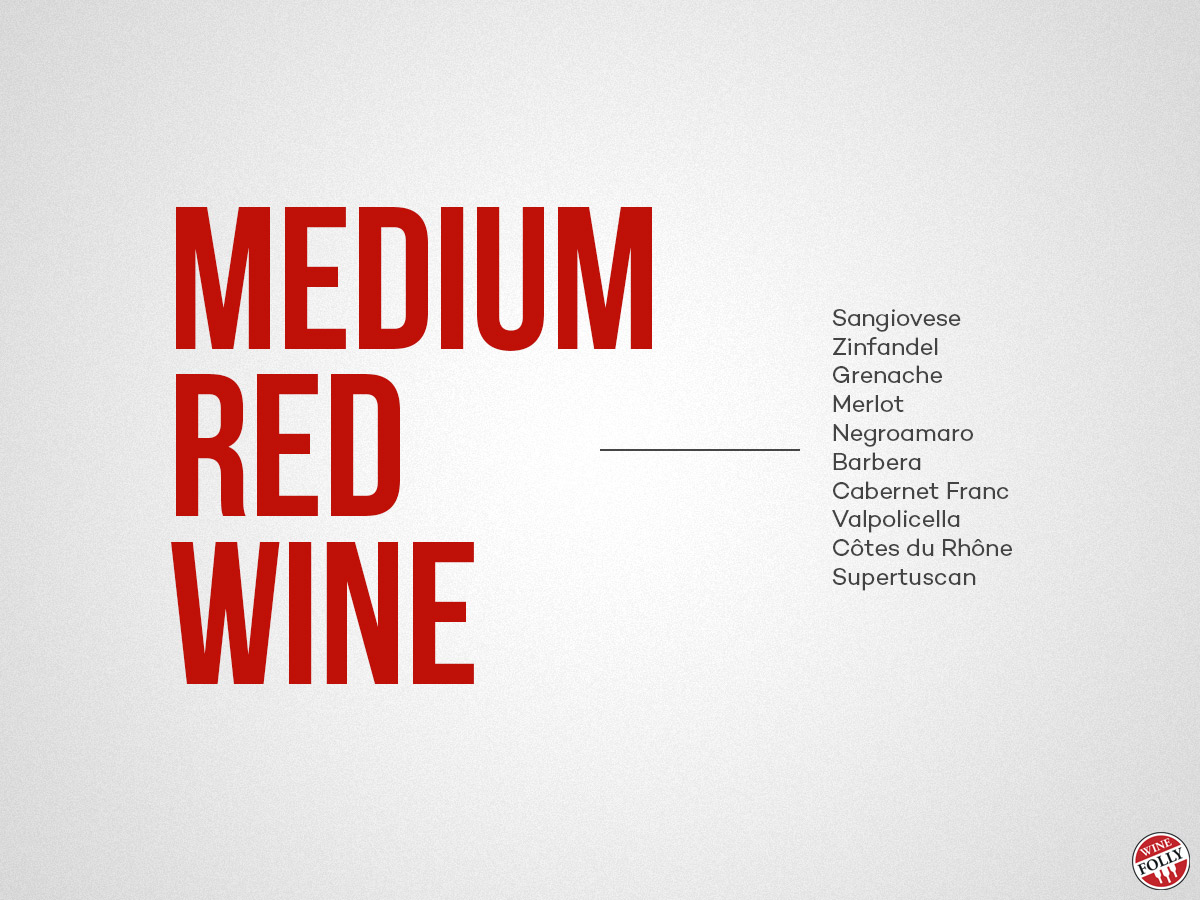 MEDIUM
RED
WINE
Sangiovese
Zinfandel
Grenache
Merlot
Negroamaro
Barbera
Cabernet Franc
Valpolicella
Côtes du Rhône
Supertuscan
WINE
FOLLY